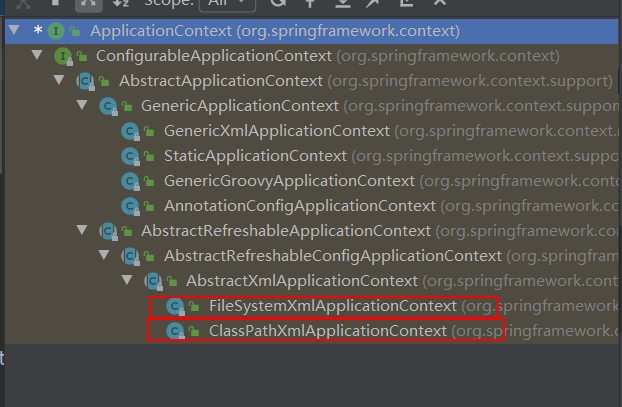 Scope: All
* ApplicationContext (org.springframework.context)
ConfigurableApplicationContext (org.springframework.context)
AbstractApplicationContext (org.springframework.context.support)
GenericApplicationContext (org.springframework.context.suppor
GenericXmlApplicationContext (org.springframework.context.
StaticApplicationContext (org.springframework.context.suppo
GenericGroovyApplicationContext (org.springframework.conte
AnnotationConfigApplicationContext (org.springframework.co
AbstractRefreshableApplicationContext (org.springframework.co
AbstractRefreshableConfigApplicationContext (org.springframew
AbstractXmlApplicationContext (org.springframework.context
FileSystemXmlApplicationContext (org.springframework
ClassPathXmlApplicationContext (org.springframework.